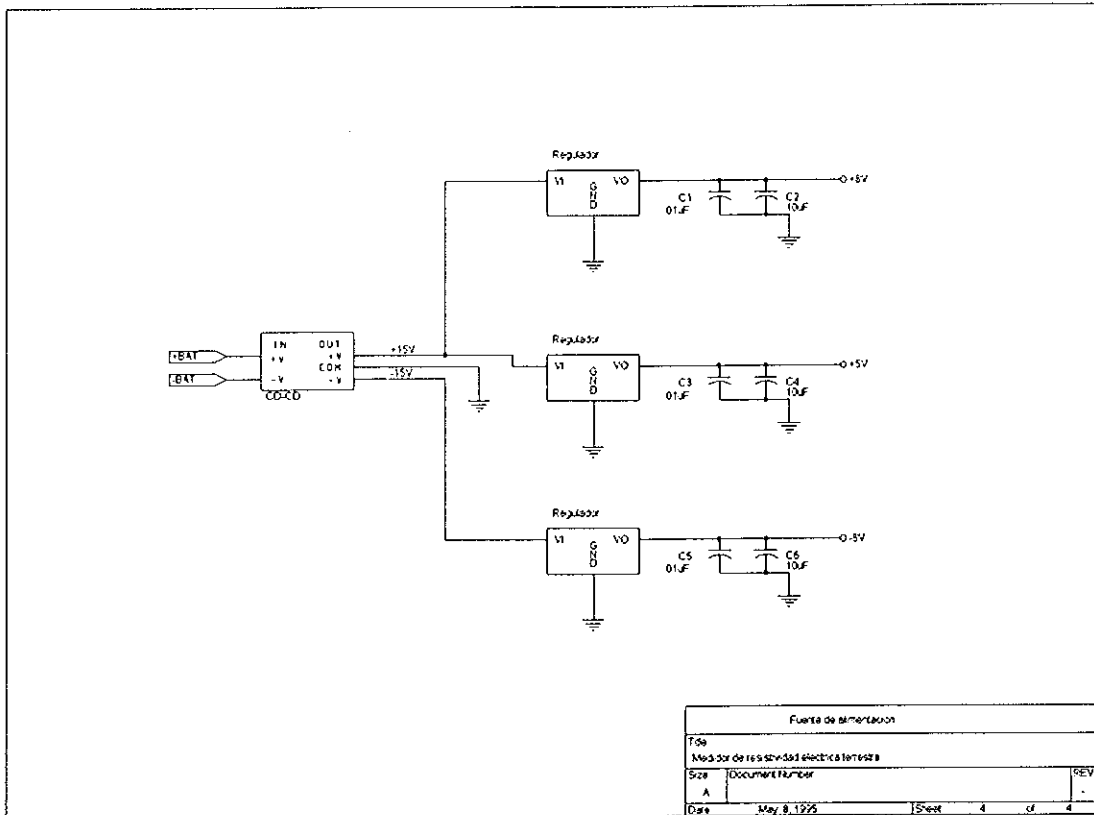 Regulador
VI GND VO
C1
.01uF
C2
10uF
+8V
+BAT
-BAT
IN OUT
+V +V
COM
-V -V
CD-CD
+15V
-15V
Regulador
VI GND VO
C3
.01uF
C4
10uF
+5V
Regulador
VI GND VO
C5
.01uF
C6
10uF
Fuente de alimentacion
Title
Medidor de resistividad electrica terrestre
Size Document Number REV
A -
Date May 8, 1995 Sheet 4 of 4